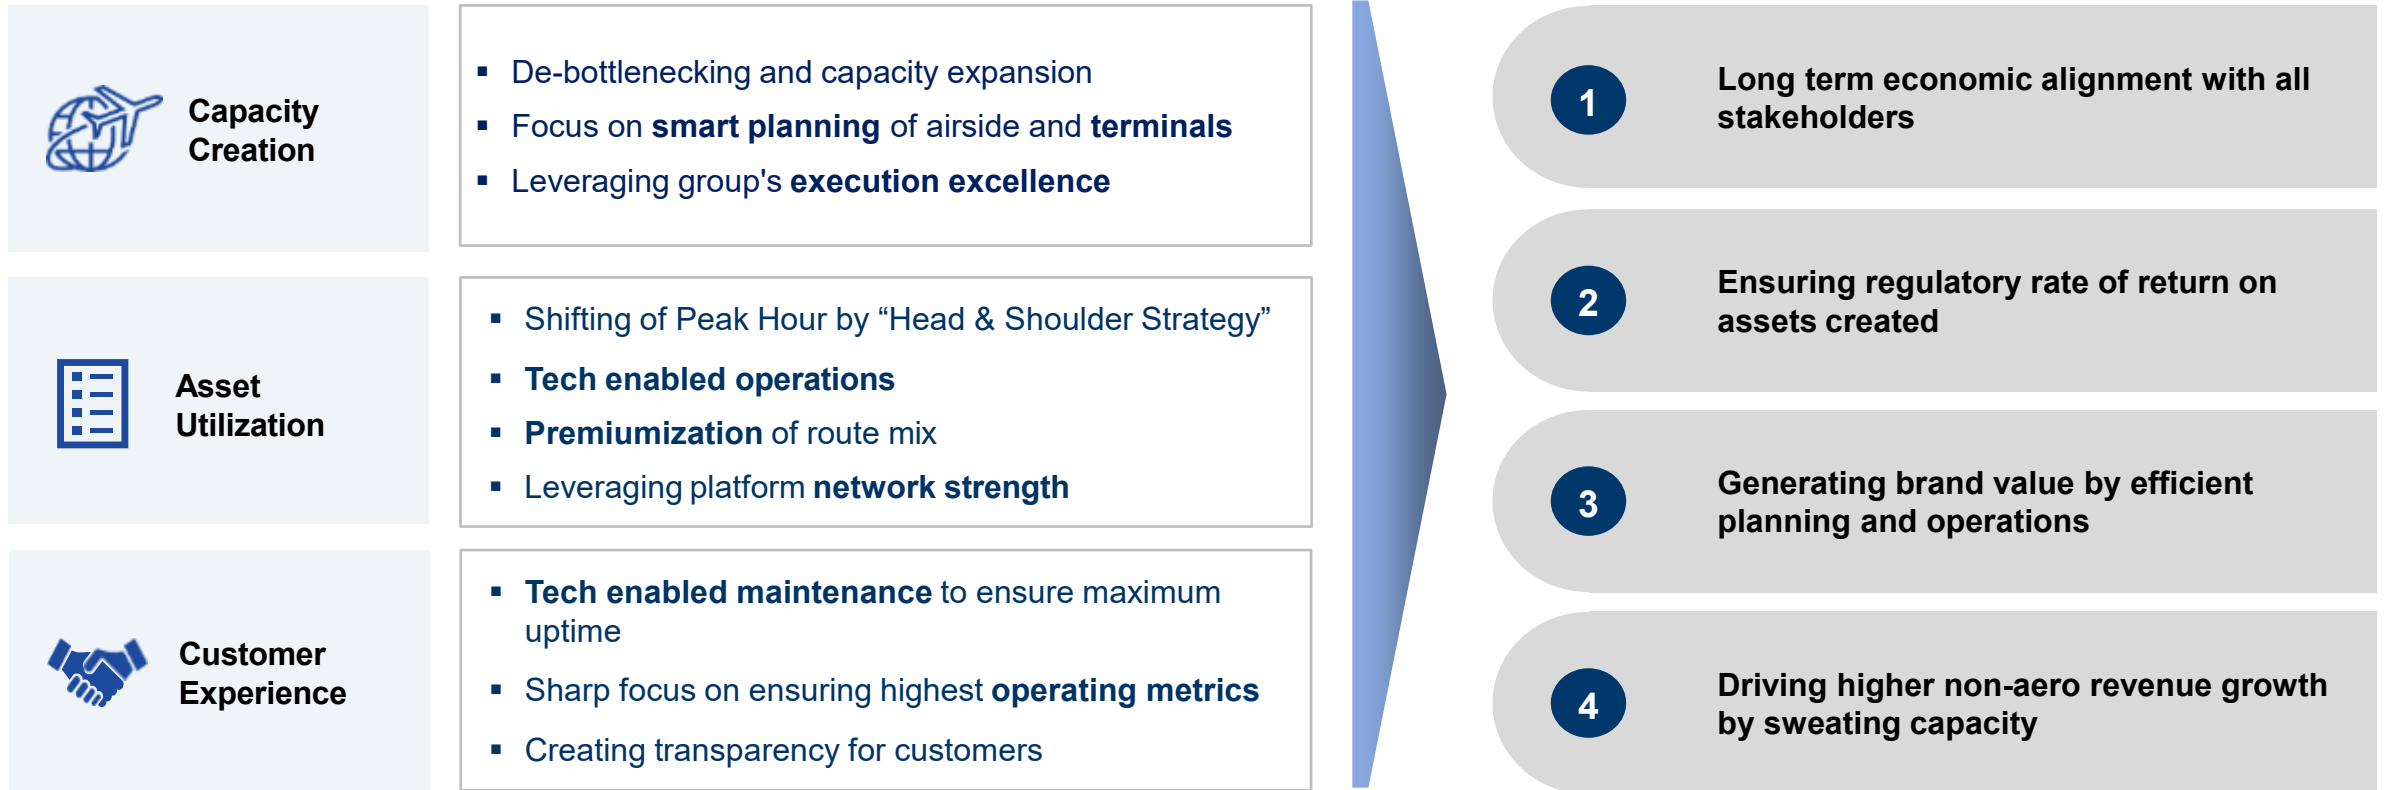 Capacity
Creation
▪ De-bottlenecking and capacity expansion
▪ Focus on smart planning of airside and terminals
▪ Leveraging group's execution excellence
Asset
Utilization
▪ Shifting of Peak Hour by “Head & Shoulder Strategy”
▪ Tech enabled operations
▪ Premiumization of route mix
▪ Leveraging platform network strength
Customer
Experience
▪ Tech enabled maintenance to ensure maximum
uptime
▪ Sharp focus on ensuring highest operating metrics
▪ Creating transparency for customers
1
Long term economic alignment with all
stakeholders
2
Ensuring regulatory rate of return on
assets created
3
Generating brand value by efficient
planning and operations
4
Driving higher non-aero revenue growth
by sweating capacity